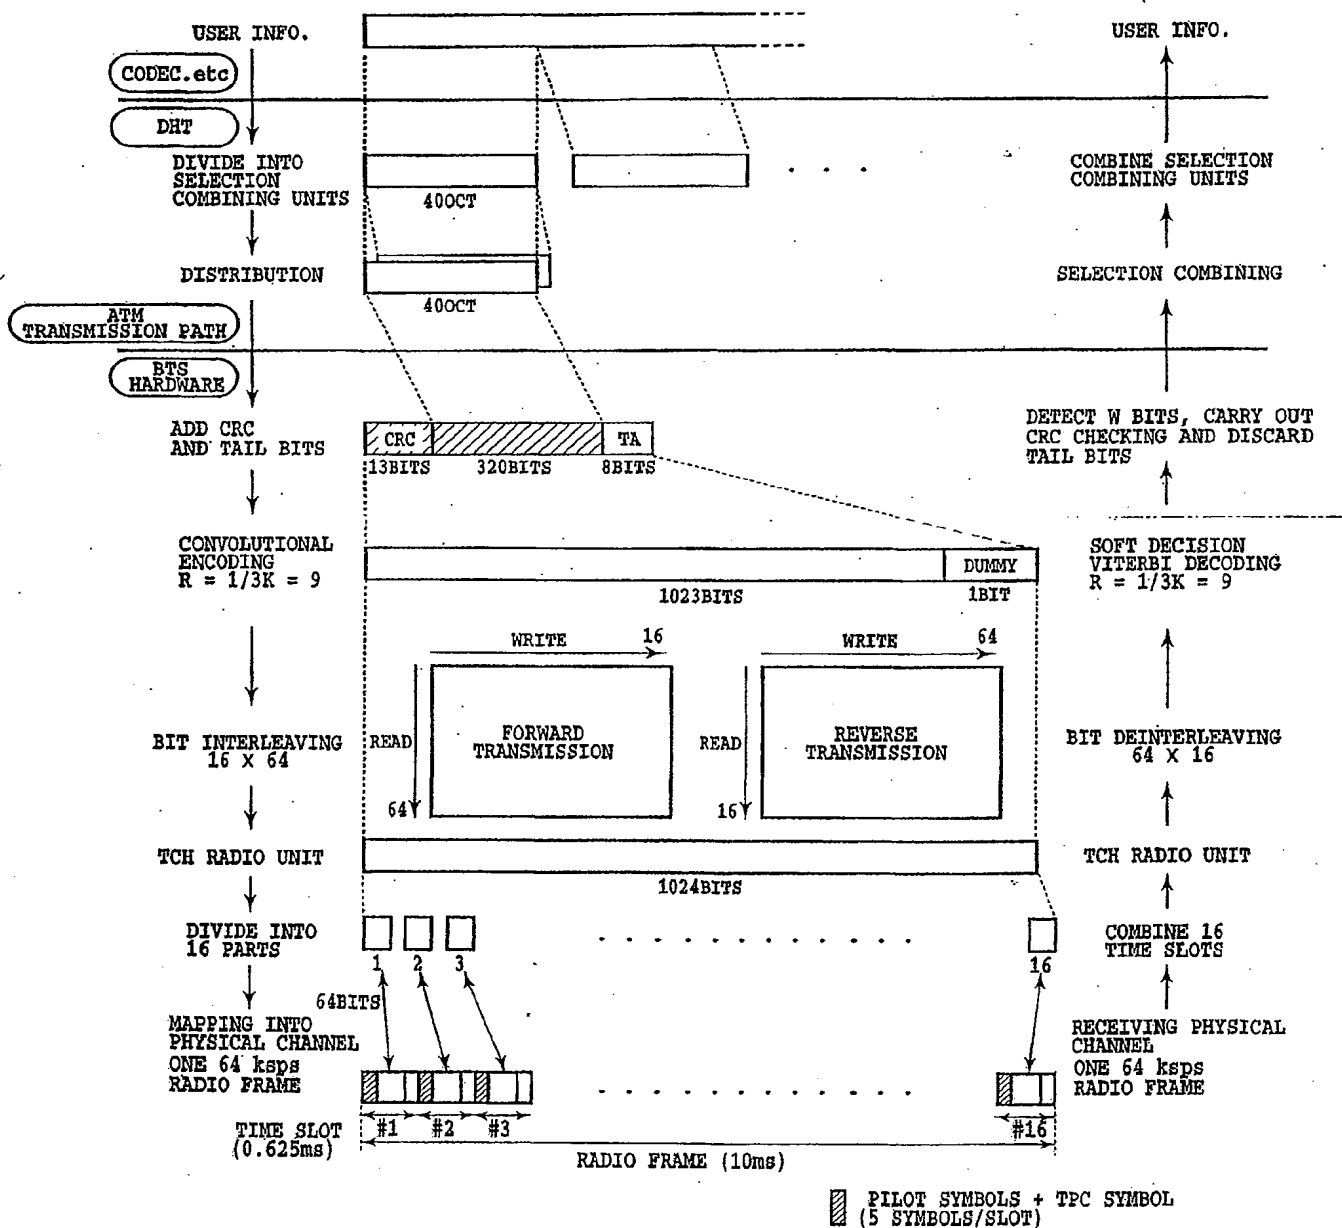 USER INFO.
USER INFO.
CODEC.etc
DHT
DIVIDE INTO
SELECTION
COMBINING UNITS
40OCT
. . .
COMBINE SELECTION
COMBINING UNITS
DISTRIBUTION
40OCT
SELECTION COMBINING
ATM
TRANSMISSION PATH
BTS
HARDWARE
ADD CRC
AND TAIL BITS
CRC
TA
13BITS
320BITS
8BITS
DETECT W BITS, CARRY OUT
CRC CHECKING AND DISCARD
TAIL BITS
CONVOLUTIONAL
ENCODING
R = 1/3K = 9
DUMMY
1023BITS
1BIT
SOFT DECISION
VITERBI DECODING
R = 1/3K = 9
WRITE
16
WRITE
64
BIT INTERLEAVING
16 X 64
READ
64
FORWARD
TRANSMISSION
READ
16
REVERSE
TRANSMISSION
BIT DEINTERLEAVING
64 X 16
TCH RADIO UNIT
1024BITS
TCH RADIO UNIT
DIVIDE INTO
16 PARTS
1
2
3
16
COMBINE 16
TIME SLOTS
64BITS
MAPPING INTO
PHYSICAL CHANNEL
ONE 64 ksps
RADIO FRAME
RECEIVING PHYSICAL
CHANNEL
ONE 64 ksps
RADIO FRAME
TIME SLOT
(0.625ms)
#1
#2
#3
#16
RADIO FRAME (10ms)
PILOT SYMBOLS + TPC SYMBOL
(5 SYMBOLS/SLOT)